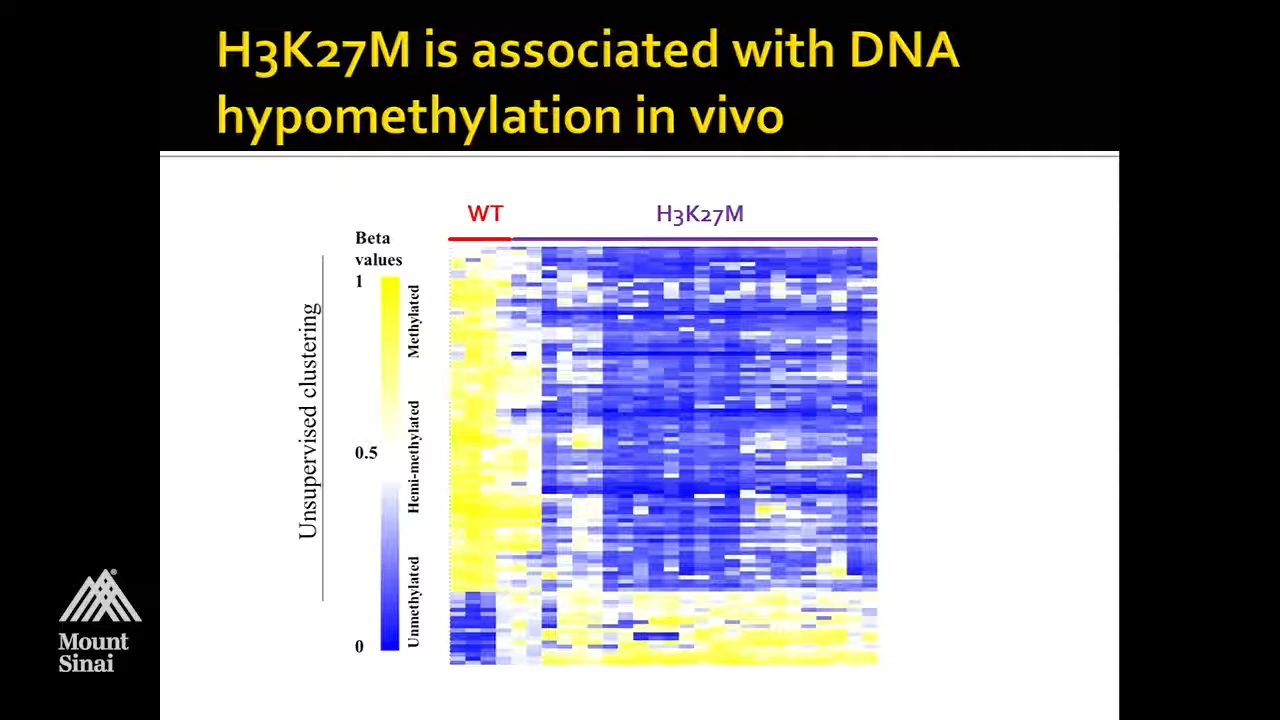 H3K27M is associated with DNA
hypomethylation in vivo
WT
H3K27M
Beta
values
1
0.5
0
Methylated
Hemi-methylated
Unmethylated
Unsupervised clustering
Mount
Sinai
®